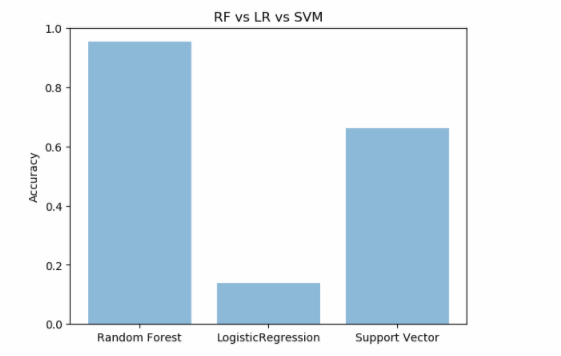 RF vs LR vs SVM
1.0
0.8
0.6
0.4
0.2
0.0
Accuracy
Random Forest
LogisticRegression
Support Vector